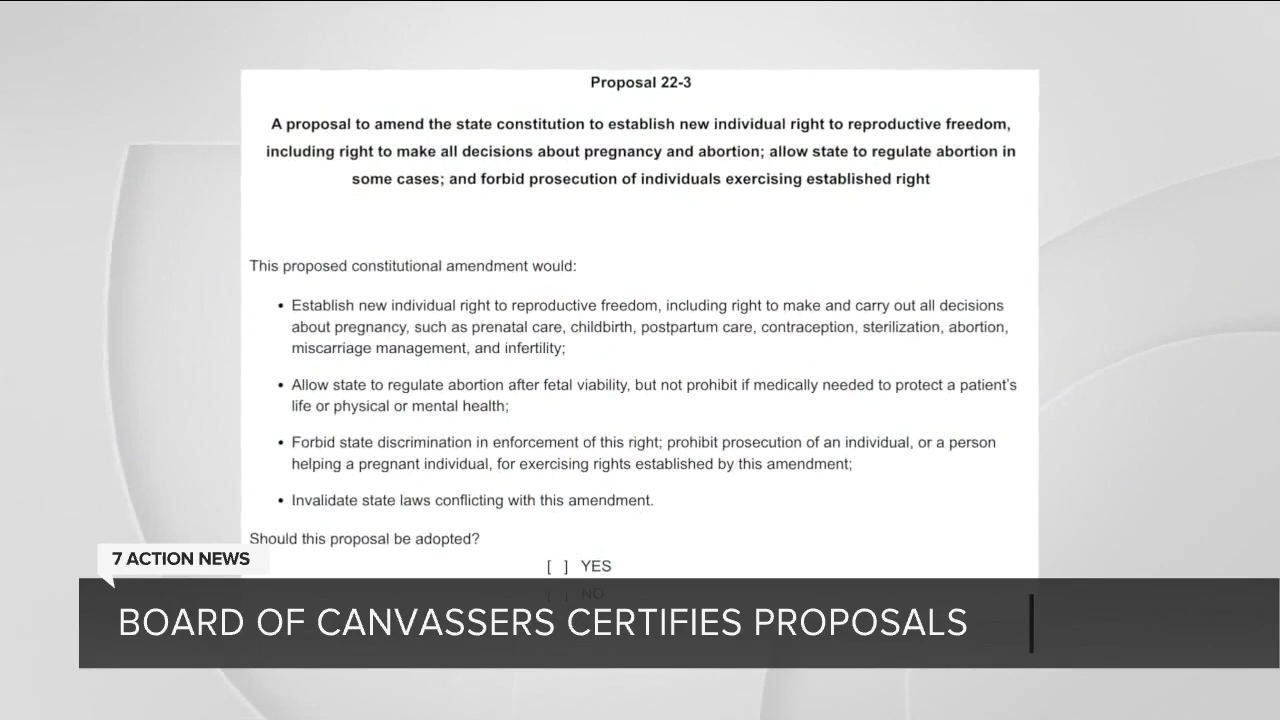 Proposal 22-3
A proposal to amend the state constitution to establish new individual right to reproductive freedom,
including right to make all decisions about pregnancy and abortion; allow state to regulate abortion in
some cases; and forbid prosecution of individuals exercising established right
This proposed constitutional amendment would:
• Establish new individual right to reproductive freedom, including right to make and carry out all decisions
about pregnancy, such as prenatal care, childbirth, postpartum care, contraception, sterilization, abortion,
miscarriage management, and infertility;
• Allow state to regulate abortion after fetal viability, but not prohibit if medically needed to protect a patient's
life or physical or mental health;
• Forbid state discrimination in enforcement of this right; prohibit prosecution of an individual, or a person
helping a pregnant individual, for exercising rights established by this amendment;
• Invalidate state laws conflicting with this amendment.
Should this proposal be adopted?
[ ] YES
[ ] NO
7 ACTION NEWS
BOARD OF CANVASSERS CERTIFIES PROPOSALS